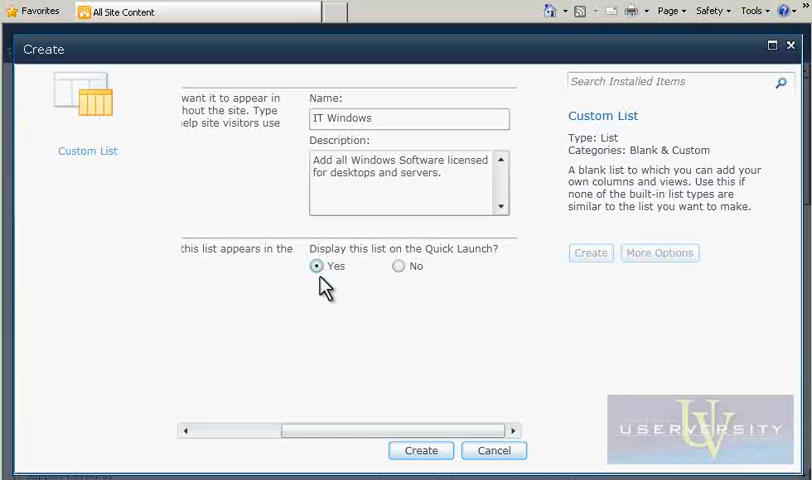 Favorites
All Site Content
Page
Safety
Tools
Create
Custom List
want it to appear in
hout the site. Type
help site visitors use
Name:
IT Windows
Description:
Add all Windows Software licensed
for desktops and servers.
this list appears in the
Display this list on the Quick Launch?
Yes
No
Create
Cancel
Search Installed Items
Custom List
Type: List
Categories: Blank & Custom
A blank list to which you can add your
own columns and views. Use this if
none of the built-in list types are
similar to the list you want to make.
Create
More Options
UV
USERVERSITY